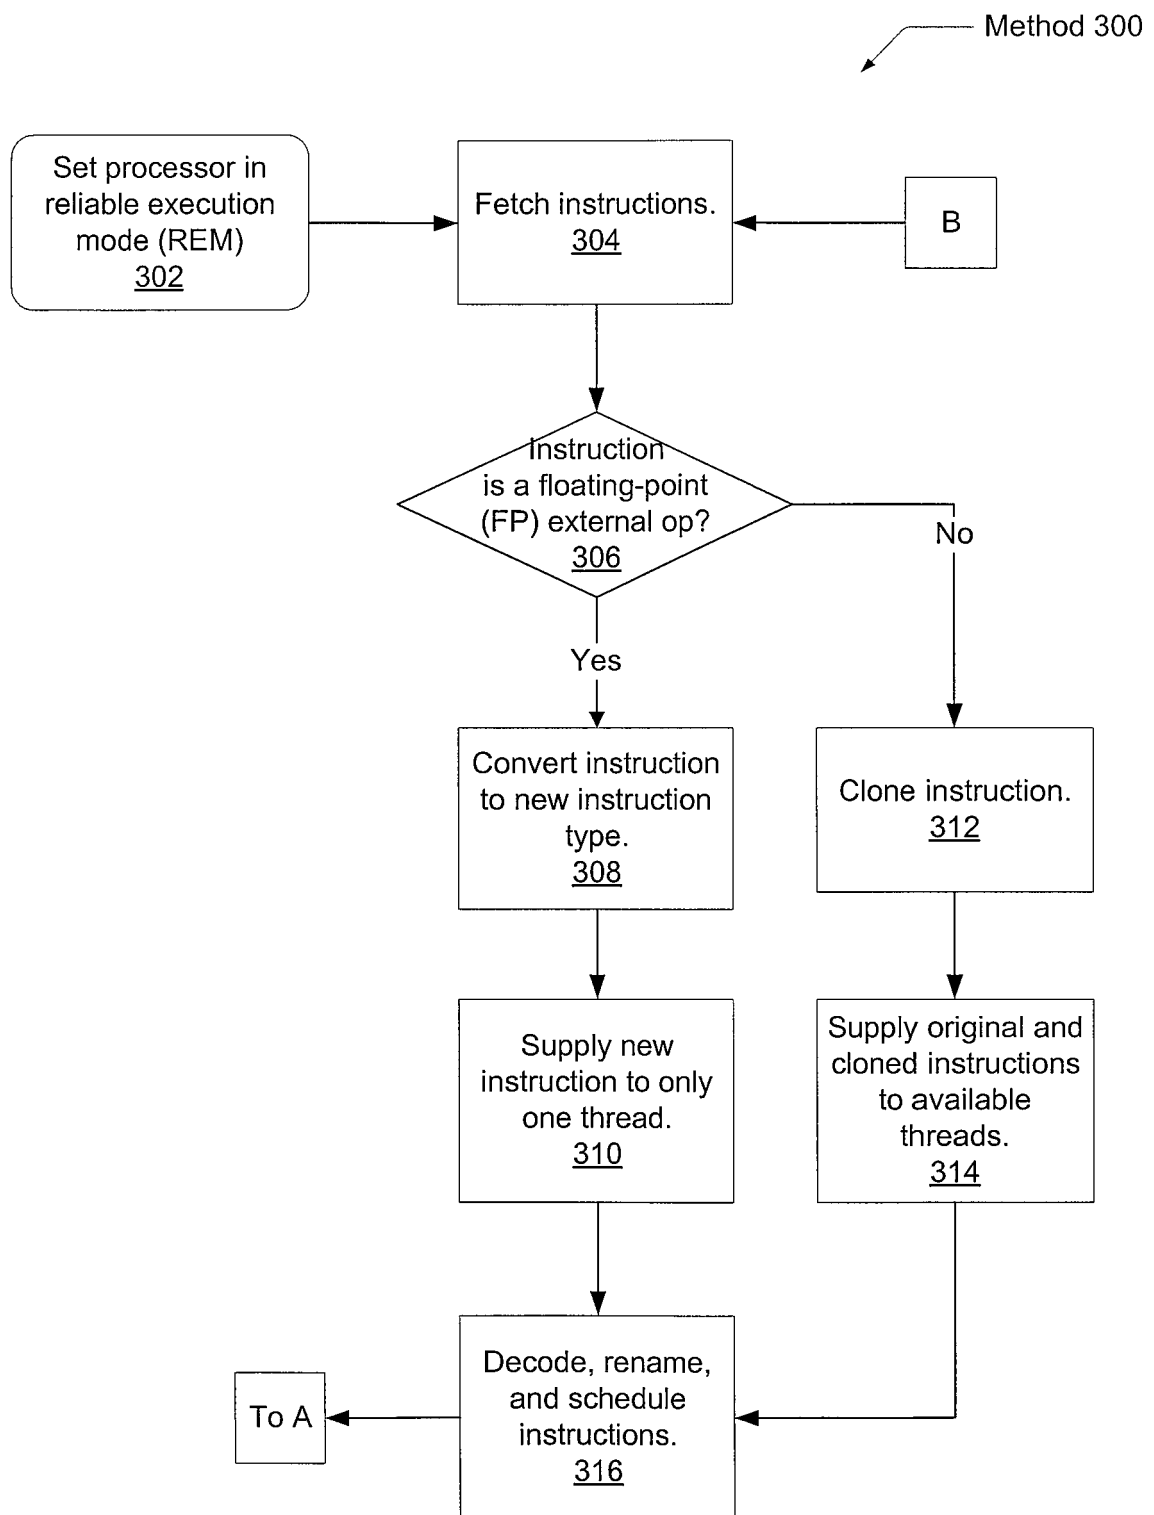 Method 300
Set processor in
reliable execution
mode (REM)
302
Fetch instructions.
304
B
Instruction
is a floating-point
(FP) external op?
306
No
Yes
Convert instruction
to new instruction
type.
308
Clone instruction.
312
Supply new
instruction to only
one thread.
310
Supply original and
cloned instructions
to available
threads.
314
Decode, rename,
and schedule
instructions.
316
To A